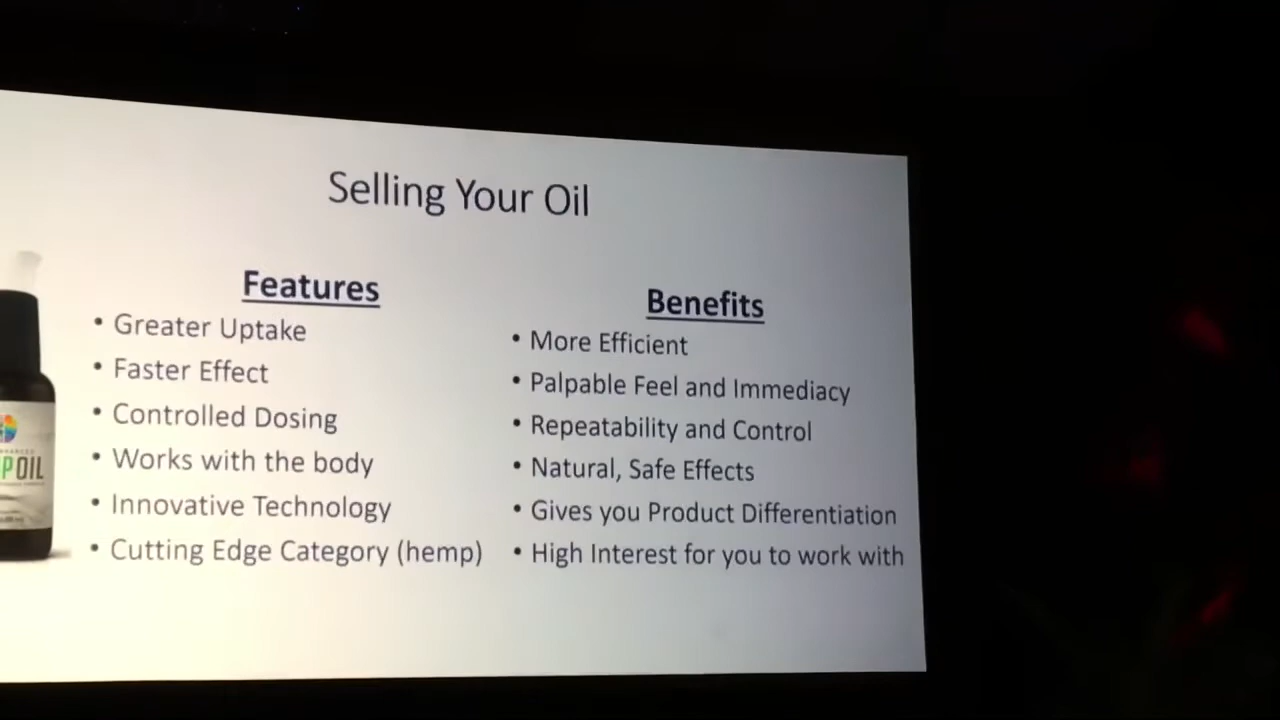 Selling Your Oil
Features
• Greater Uptake
• Faster Effect
• Controlled Dosing
• Works with the body
• Innovative Technology
• Cutting Edge Category (hemp)
Benefits
• More Efficient
• Palpable Feel and Immediacy
• Repeatability and Control
• Natural, Safe Effects
• Gives you Product Differentiation
• High Interest for you to work with
P OIL